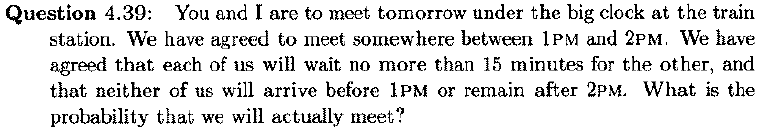 Question 4.39: You and I are to meet tomorrow under the big clock at the train
station. We have agreed to meet somewhere between 1PM and 2PM. We have
agreed that each of us will wait no more than 15 minutes for the other, and
that neither of us will arrive before 1PM or remain after 2PM. What is the
probability that we will actually meet?